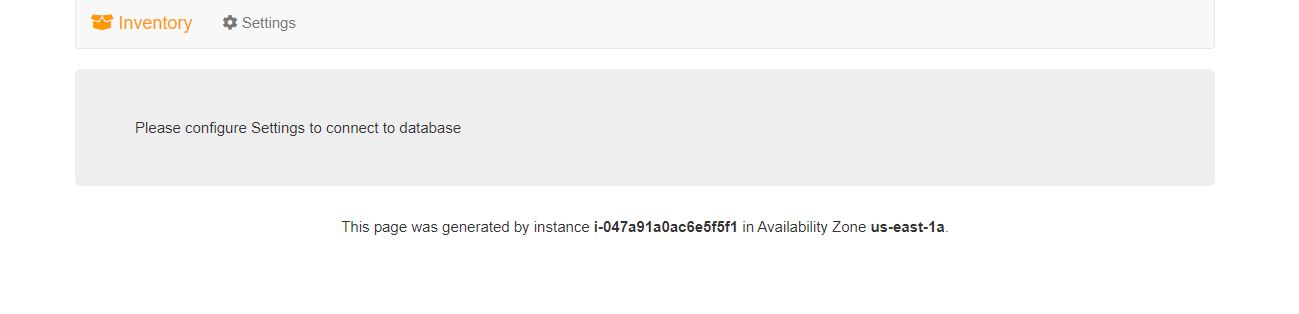 Inventory Settings
Please configure Settings to connect to database
This page was generated by instance i-047a91a0ac6e5f5f1 in Availability Zone us-east-1a.